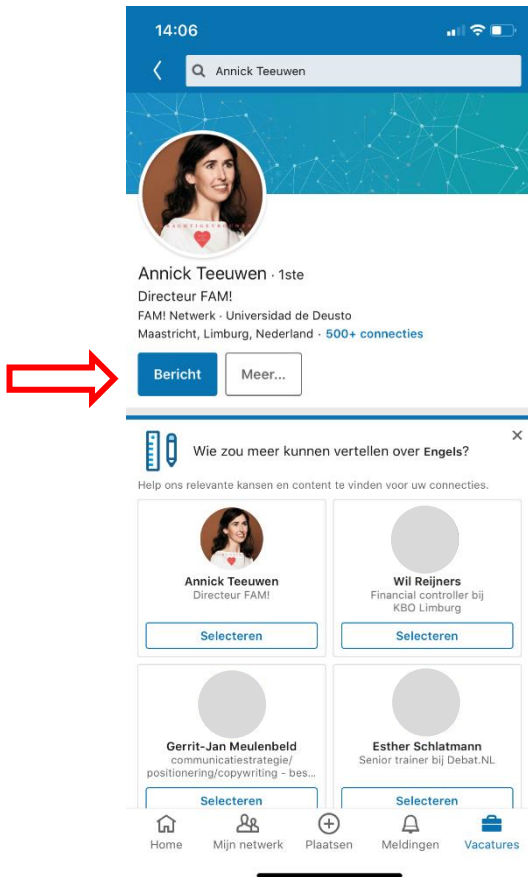 14:06
Annick Teeuwen
Annick Teeuwen · 1ste
Directeur FAM!
FAM! Netwerk · Universidad de Deusto
Maastricht, Limburg, Nederland · 500+ connecties
Bericht Meer...
Wie zou meer kunnen vertellen over Engels?
Help ons relevante kansen en content te vinden voor uw connecties.
Annick Teeuwen
Directeur FAM!
Selecteren
Wil Reijners
Financial controller bij
KBO Limburg
Selecteren
Gerrit-Jan Meulenbeld
communicatiestrategie/
positionering/copywriting - bes...
Selecteren
Esther Schlatmann
Senior trainer bij Debat.NL
Selecteren
Home Mijn netwerk Plaatsen Meldingen Vacatures